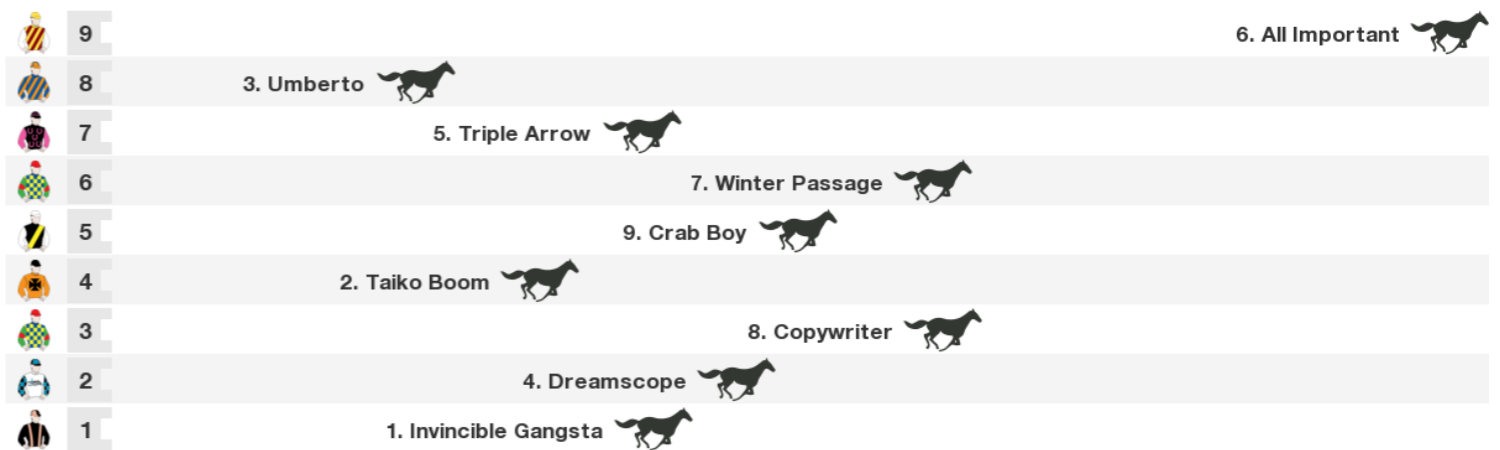 9 6. All Important
8 3. Umberto
7 5. Triple Arrow
6 7. Winter Passage
5 9. Crab Boy
4 2. Taiko Boom
3 8. Copywriter
2 4. Dreamscope
1 1. Invincible Gangsta